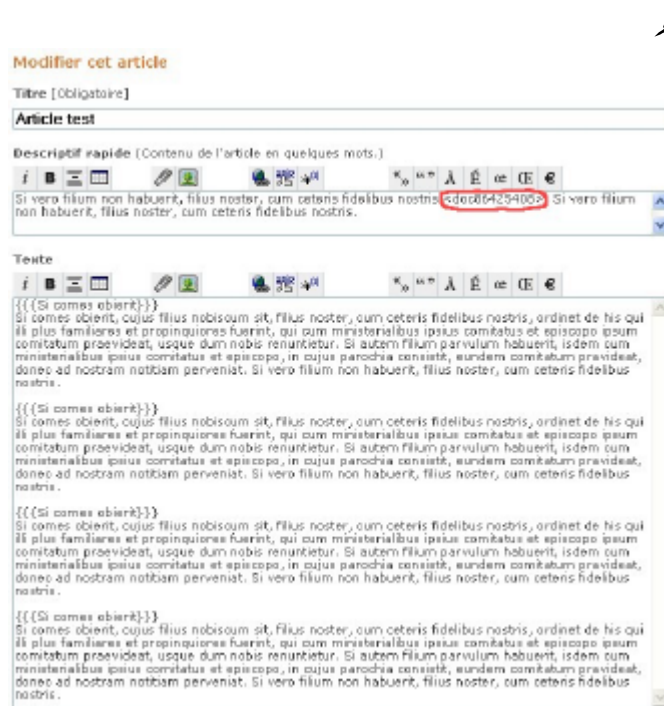 Modifier cet article
Titre [Obligatoire]
Article test
Descriptif rapide (Contenu de l'article en quelques mots.)
i B « » “ ” À É œ Œ €
Si vero filium non habuerit, filius noster, cum ceteris fidelibus nostris Si vero filium
non habuerit, filius noster, cum ceteris fidelibus nostris.
Texte
i B « » “ ” À É œ Œ €
{{{Si comes obierit}}}
Si comes obierit, cujus filius nobiscum sit, filius noster, cum ceteris fidelibus nostris, ordinet de his qui
illi plus familiares et propinquiores fuerint, qui cum ministerialibus ipsius comitatus et episcopo ipsum
comitatum praevideat, usque dum nobis renuntietur. Si autem filium parvulum habuerit, isdem cum
ministerialibus ipsius comitatus et episcopo, in cujus parochia consistit, eundem comitatum pravideat,
donec ad nostram notitiam perveniat. Si vero filium non habuerit, filius noster, cum ceteris fidelibus
nostris.
{{{Si comes obierit}}}
Si comes obierit, cujus filius nobiscum sit, filius noster, cum ceteris fidelibus nostris, ordinet de his qui
illi plus familiares et propinquiores fuerint, qui cum ministerialibus ipsius comitatus et episcopo ipsum
comitatum praevideat, usque dum nobis renuntietur. Si autem filium parvulum habuerit, isdem cum
ministerialibus ipsius comitatus et episcopo, in cujus parochia consistit, eundem comitatum pravideat,
donec ad nostram notitiam perveniat. Si vero filium non habuerit, filius noster, cum ceteris fidelibus
nostris.
{{{Si comes obierit}}}
Si comes obierit, cujus filius nobiscum sit, filius noster, cum ceteris fidelibus nostris, ordinet de his qui
illi plus familiares et propinquiores fuerint, qui cum ministerialibus ipsius comitatus et episcopo ipsum
comitatum praevideat, usque dum nobis renuntietur. Si autem filium parvulum habuerit, isdem cum
ministerialibus ipsius comitatus et episcopo, in cujus parochia consistit, eundem comitatum pravideat,
donec ad nostram notitiam perveniat. Si vero filium non habuerit, filius noster, cum ceteris fidelibus
nostris.
{{{Si comes obierit}}}
Si comes obierit, cujus filius nobiscum sit, filius noster, cum ceteris fidelibus nostris, ordinet de his qui
illi plus familiares et propinquiores fuerint, qui cum ministerialibus ipsius comitatus et episcopo ipsum
comitatum praevideat, usque dum nobis renuntietur. Si autem filium parvulum habuerit, isdem cum
ministerialibus ipsius comitatus et episcopo, in cujus parochia consistit, eundem comitatum pravideat,
donec ad nostram notitiam perveniat. Si vero filium non habuerit, filius noster, cum ceteris fidelibus
nostris.